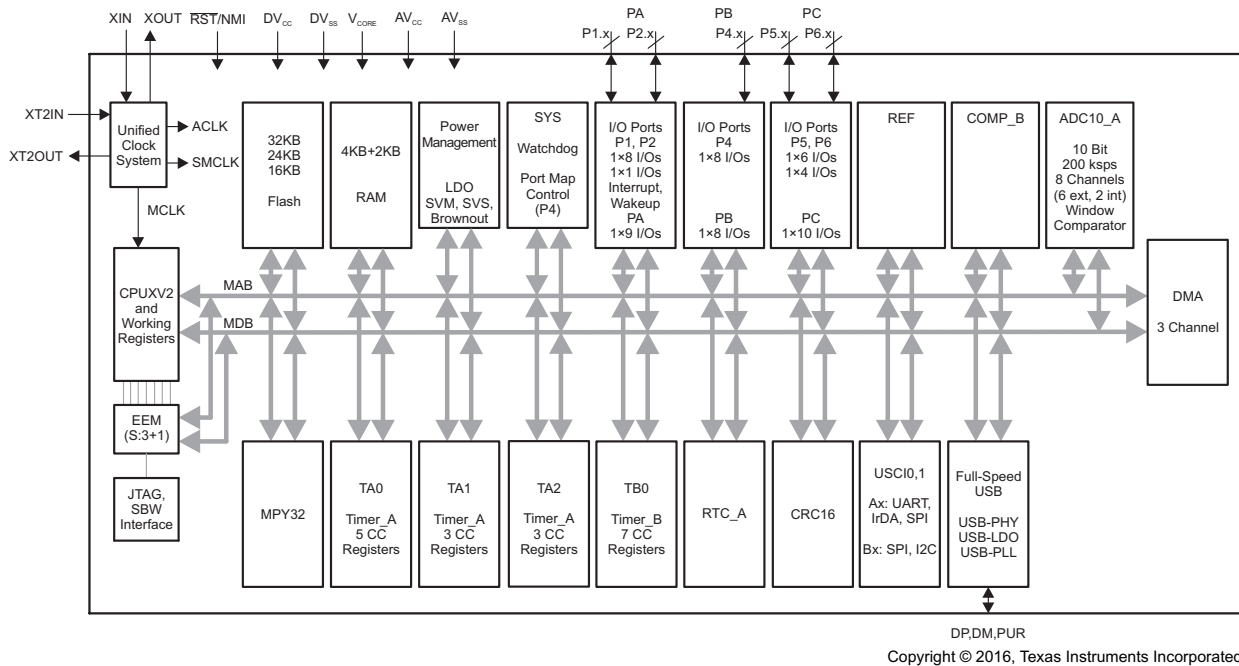 XIN XOUT RST/NMI DVCC DVSS VCORE AVCC AVSS
PA PB PC
P1.x P2.x P4.x P5.x P6.x
XT2IN
XT2OUT
Unified
Clock
System
ACLK
SMCLK
MCLK
32KB
24KB
16KB
Flash
4KB+2KB
RAM
Power
Management
LDO
SVM, SVS,
Brownout
SYS
Watchdog
Port Map
Control
(P4)
I/O Ports
P1, P2
1×8 I/Os
1×1 I/Os
Interrupt,
Wakeup
PA
1×9 I/Os
I/O Ports
P4
1×8 I/Os
PB
1×8 I/Os
I/O Ports
P5, P6
1×6 I/Os
1×4 I/Os
PC
1×10 I/Os
REF
COMP_B
ADC10_A
10 Bit
200 ksps
8 Channels
(6 ext, 2 int)
Window
Comparator
CPUXV2
and
Working
Registers
MAB
MDB
DMA
3 Channel
EEM
(S:3+1)
JTAG,
SBW
Interface
MPY32
TA0
Timer_A
5 CC
Registers
TA1
Timer_A
3 CC
Registers
TA2
Timer_A
3 CC
Registers
TB0
Timer_B
7 CC
Registers
RTC_A
CRC16
USCI0,1
Ax: UART,
IrDA, SPI
Bx: SPI, I2C
Full-Speed
USB
USB-PHY
USB-LDO
USB-PLL
DP,DM,PUR
Copyright © 2016, Texas Instruments Incorporated